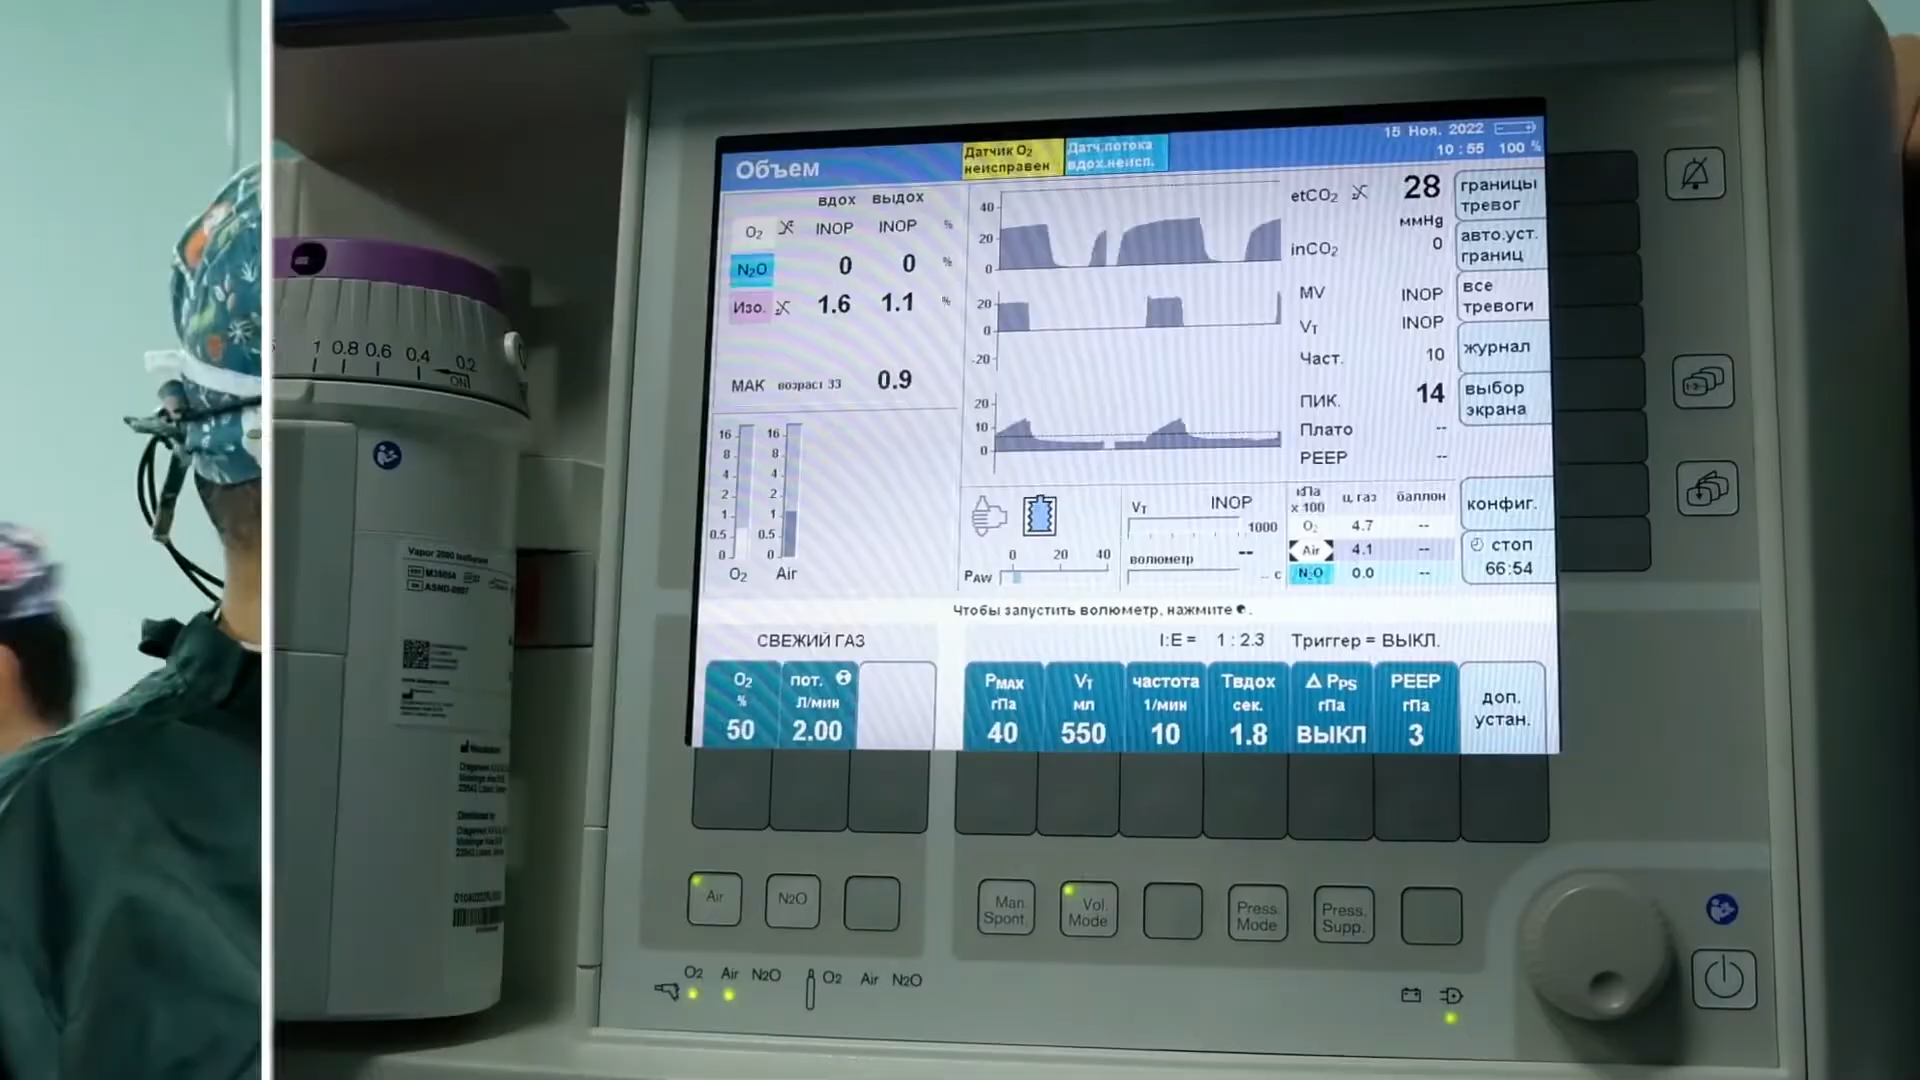 1 0.8 0.6 0.4 0.2
ON
Vapor 2000 Isoflurane
M35054
ASND-0007
Объем
Датчик O2
неисправен
Датч.потока
вдох.неисп.
15 Ноя. 2022
10 : 55 100 %
вдох выдох
O2 INOP INOP %
N2O 0 0 %
Изо. 1.6 1.1 %
МАК возраст 33 0.9
16 16
8 8
4 4
2 2
1 1
0.5 0.5
0 0
O2 Air
40
20
0
20
0
-20
20
10
0
etCO2 28
ммHg
inCO2 0
MV INOP
VT INOP
Част. 10
ПИК. 14
Плато --
PEEP --
границы
тревог
авто.уст.
границ
все
тревоги
журнал
выбор
экрана
конфиг.
стоп
66:54
0 20 40
PAW
VT INOP
1000
волюметр --
-- с
кПа
x 100 ц.газ баллон
O2 4.7 --
Air 4.1 --
N2O 0.0 --
Чтобы запустить волюметр, нажмите .
СВЕЖИЙ ГАЗ
I:E = 1 : 2.3 Триггер = ВЫКЛ.
O2
%
50
пот.
Л/мин
2.00
PMAX
гПа
40
VT
мл
550
частота
1/мин
10
Твдох
сек.
1.8
Δ PPS
гПа
ВЫКЛ
PEEP
гПа
3
доп.
устан.
Air
N2O
Man
Spont.
Vol.
Mode
Press.
Mode
Press.
Supp.
O2 Air N2O O2 Air N2O